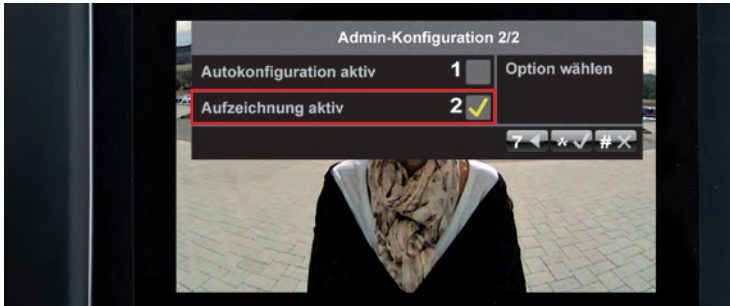 Admin-Konfiguration 2/2
Autokonfiguration aktiv 1
Option wählen
Aufzeichnung aktiv 2
7 * #